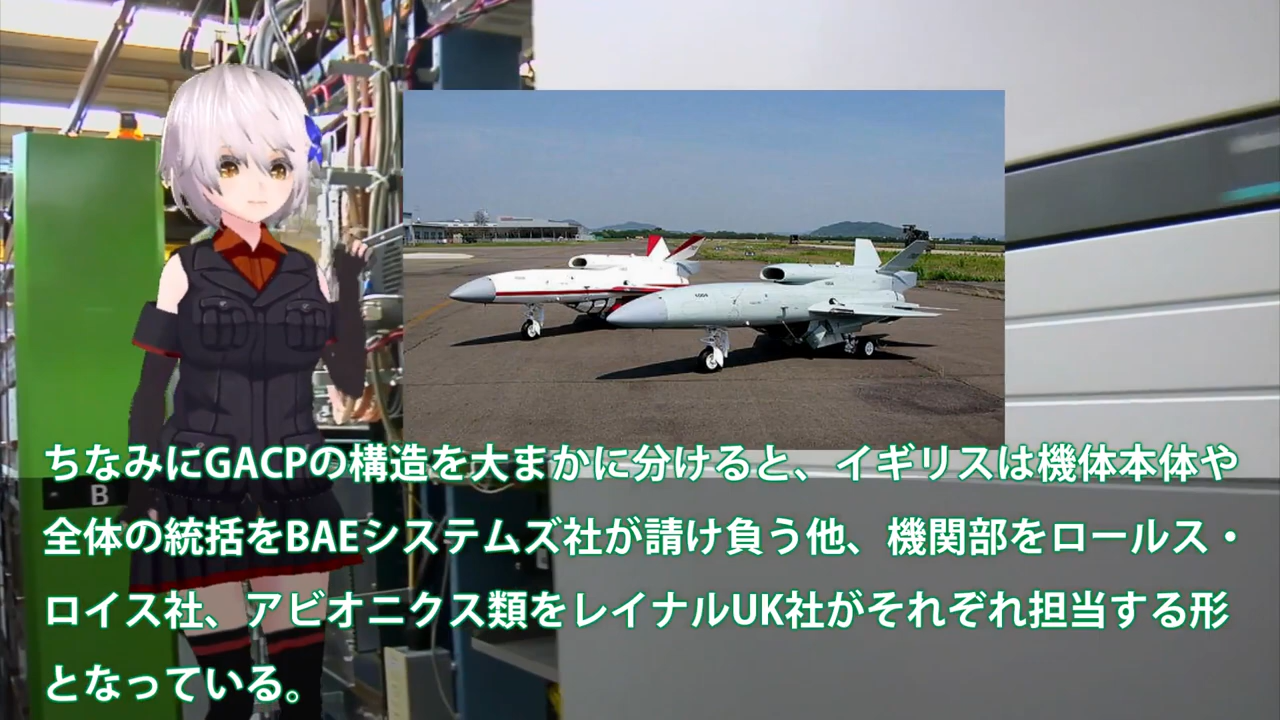 ちなみにGACPの構造を大まかに分けると、イギリスは機体本体や
全体の統括をBAEシステムズ社が請け負う他、機関部をロールス・
ロイス社、アビオニクス類をレイナルUK社がそれぞれ担当する形
となっている。
B